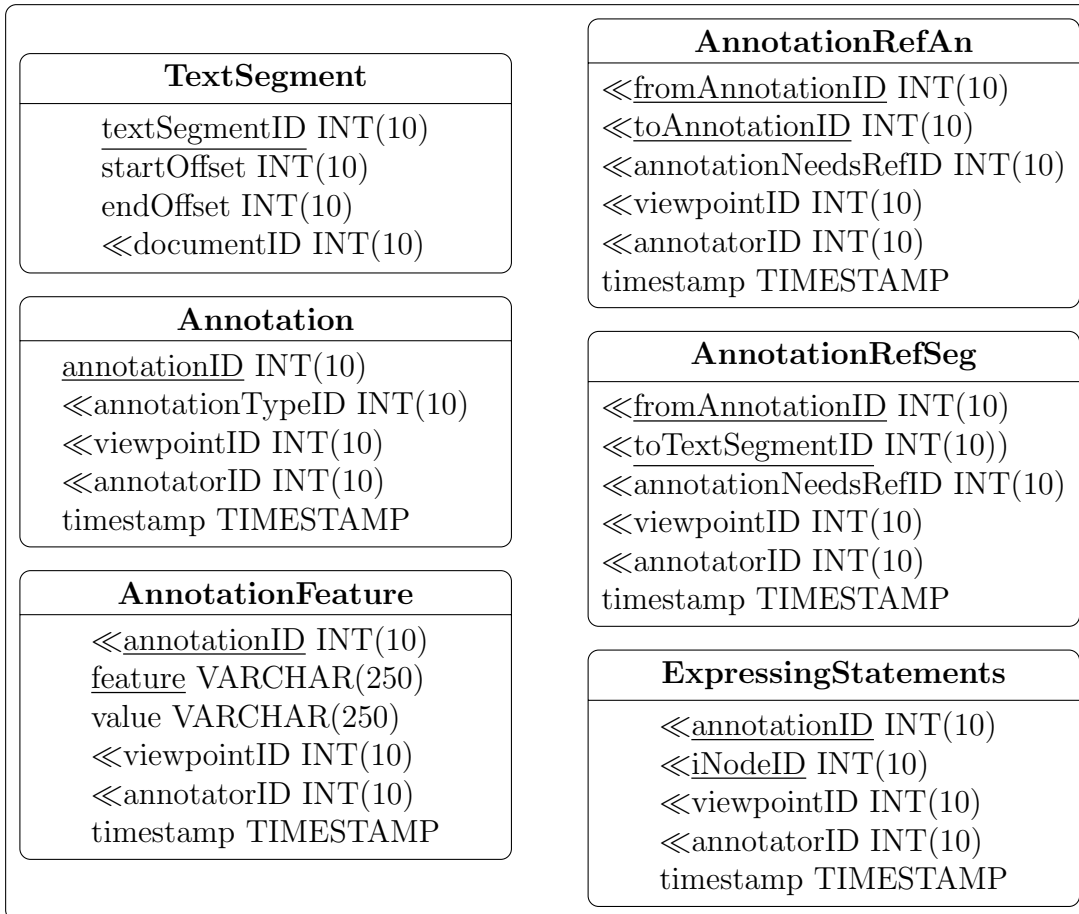 TextSegment
textSegmentID INT(10)
startOffset INT(10)
endOffset INT(10)
≪documentID INT(10)
Annotation
annotationID INT(10)
≪annotationTypeID INT(10)
≪viewpointID INT(10)
≪annotatorID INT(10)
timestamp TIMESTAMP
AnnotationFeature
≪annotationID INT(10)
feature VARCHAR(250)
value VARCHAR(250)
≪viewpointID INT(10)
≪annotatorID INT(10)
timestamp TIMESTAMP
AnnotationRefAn
≪fromAnnotationID INT(10)
≪toAnnotationID INT(10)
≪annotationNeedsRefID INT(10)
≪viewpointID INT(10)
≪annotatorID INT(10)
timestamp TIMESTAMP
AnnotationRefSeg
≪fromAnnotationID INT(10)
≪toTextSegmentID INT(10))
≪annotationNeedsRefID INT(10)
≪viewpointID INT(10)
≪annotatorID INT(10)
timestamp TIMESTAMP
ExpressingStatements
≪annotationID INT(10)
≪iNodeID INT(10)
≪viewpointID INT(10)
≪annotatorID INT(10)
timestamp TIMESTAMP